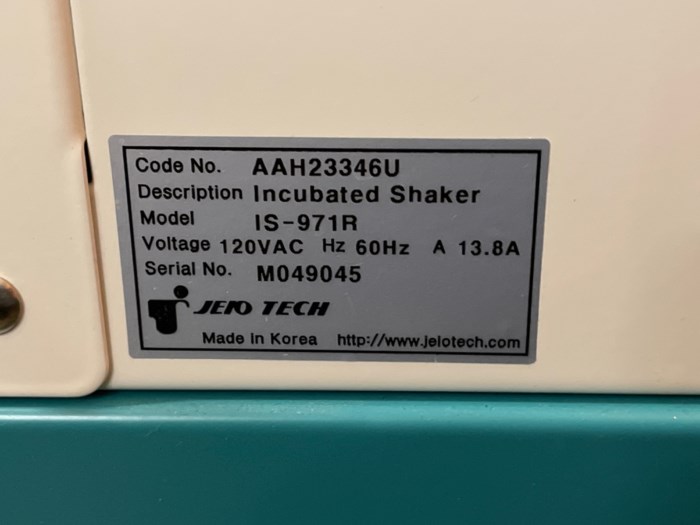 Code No. AAH23346U
Description Incubated Shaker
Model IS-971R
Voltage 120VAC Hz 60Hz A 13.8A
Serial No. M049045
JEIO TECH
Made in Korea http://www.jeiotech.com